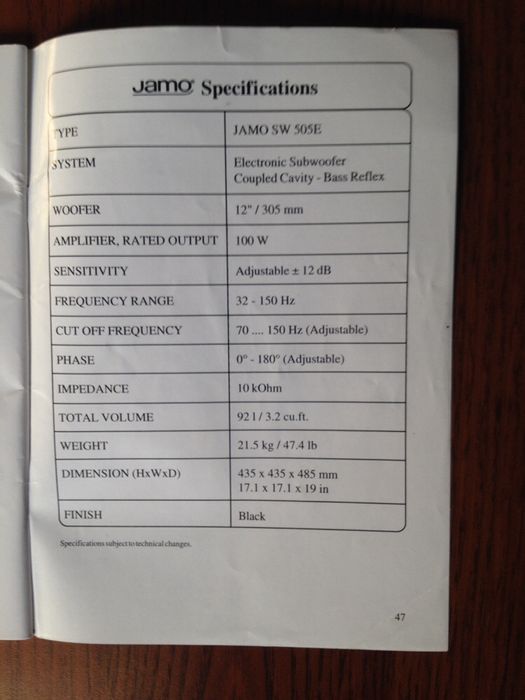 Jamo® Specifications
TYPE JAMO SW 505E
SYSTEM Electronic Subwoofer
Coupled Cavity - Bass Reflex
WOOFER 12" / 305 mm
AMPLIFIER, RATED OUTPUT 100 W
SENSITIVITY Adjustable ± 12 dB
FREQUENCY RANGE 32 - 150 Hz
CUT OFF FREQUENCY 70 .... 150 Hz (Adjustable)
PHASE 0° - 180° (Adjustable)
IMPEDANCE 10 kOhm
TOTAL VOLUME 92 l / 3.2 cu.ft.
WEIGHT 21.5 kg / 47.4 lb
DIMENSION (HxWxD) 435 x 435 x 485 mm
17.1 x 17.1 x 19 in
FINISH Black
Specifications subject to technical changes.
47